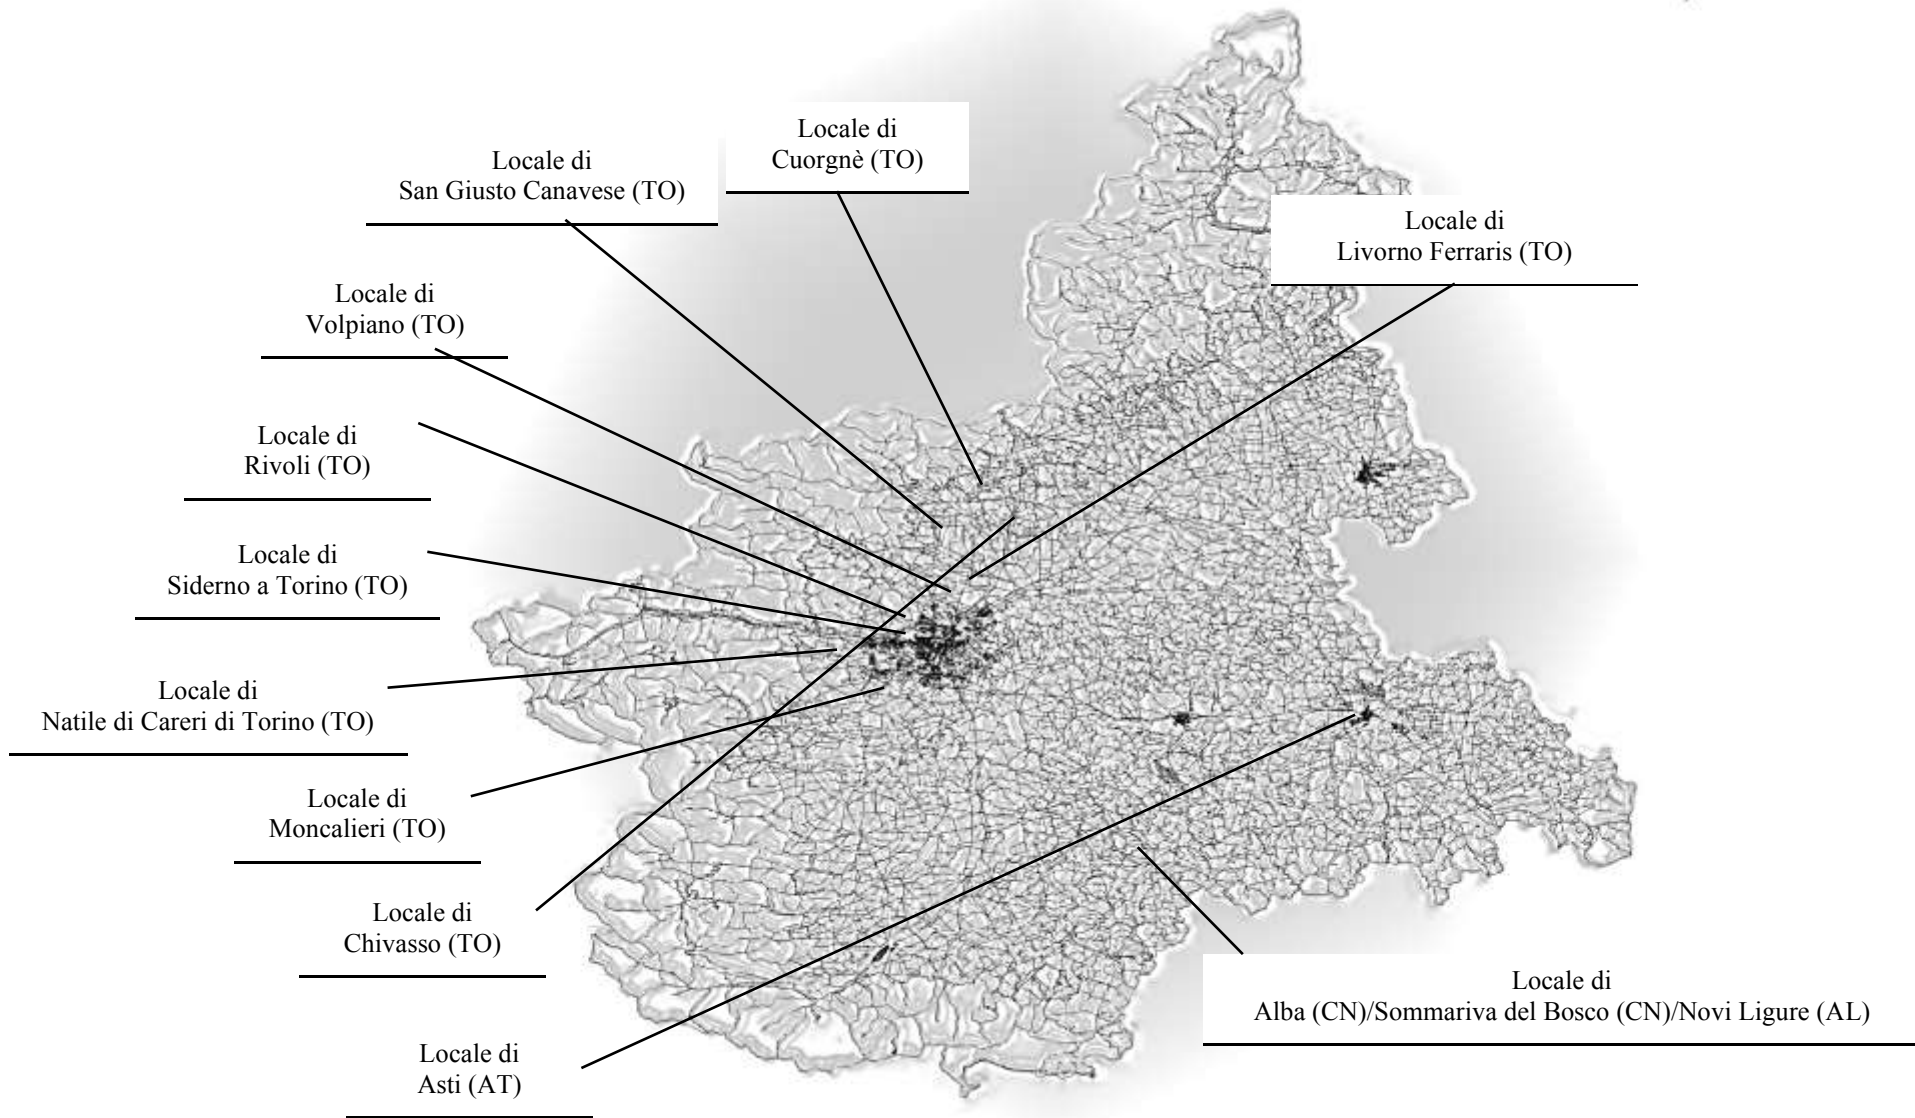 Locale di
Cuorgnè (TO)
Locale di
San Giusto Canavese (TO)
Locale di
Livorno Ferraris (TO)
Locale di
Volpiano (TO)
Locale di
Rivoli (TO)
Locale di
Siderno a Torino (TO)
Locale di
Natile di Careri di Torino (TO)
Locale di
Moncalieri (TO)
Locale di
Chivasso (TO)
Locale di
Alba (CN)/Sommariva del Bosco (CN)/Novi Ligure (AL)
Locale di
Asti (AT)